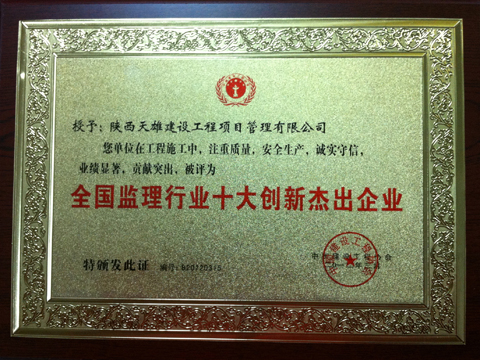 授予：陕西天雄建设工程项目管理有限公司
您单位在工程施工中，注重质量，安全生产，诚实守信，
业绩显著，贡献突出，被评为
全国监理行业十大创新杰出企业
特颁发此证 编号：